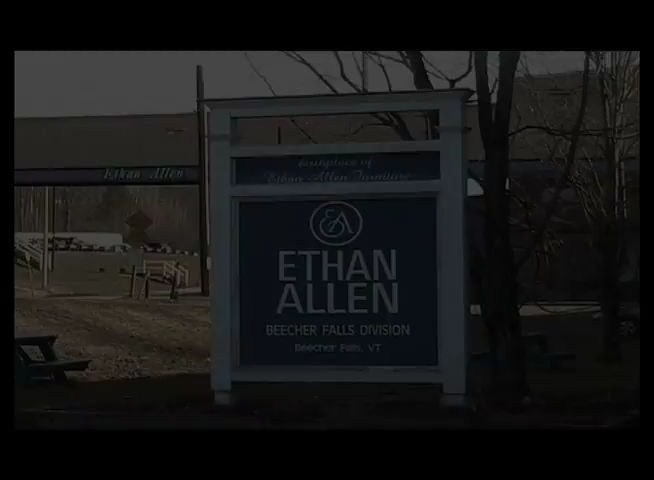 birthplace of
Ethan Allen Furniture
Ethan Allen
EA
ETHAN
ALLEN
BEECHER FALLS DIVISION
Beecher Falls, VT